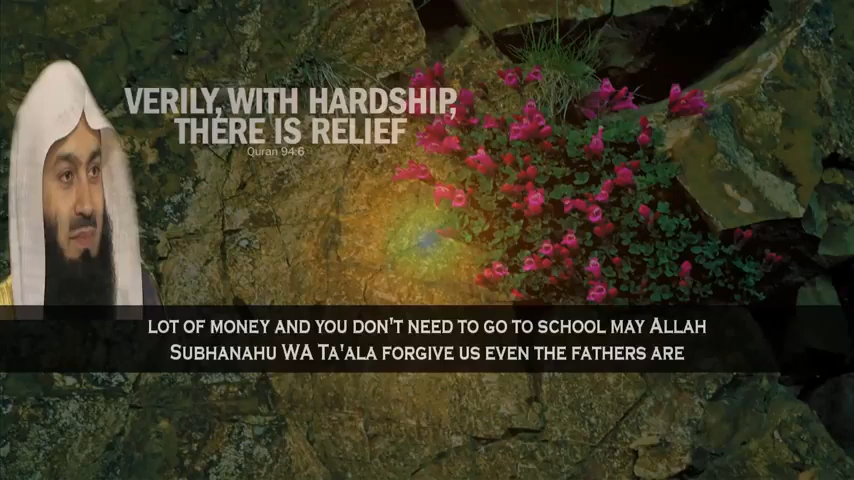 VERILY, WITH HARDSHIP,
THERE IS RELIEF
Quran 94:6
LOT OF MONEY AND YOU DON'T NEED TO GO TO SCHOOL MAY ALLAH
SUBHANAHU WA TA'ALA FORGIVE US EVEN THE FATHERS ARE